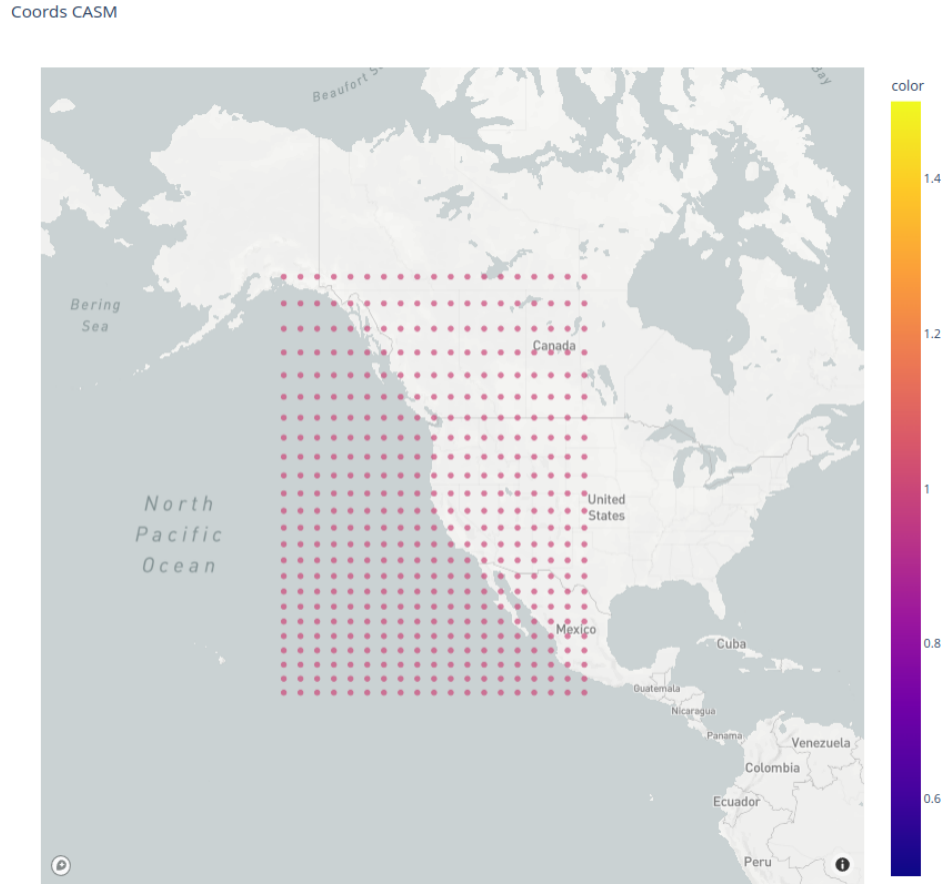 Coords CASM
Beaufort S
Bay
color
1.4
Bering
Sea
1.2
Canada
1
North
Pacific
Ocean
United
States
0.8
Mexico
Cuba
Guatemala
Nicaragua
Panama
Venezuela
Colombia
Ecuador
0.6
Peru